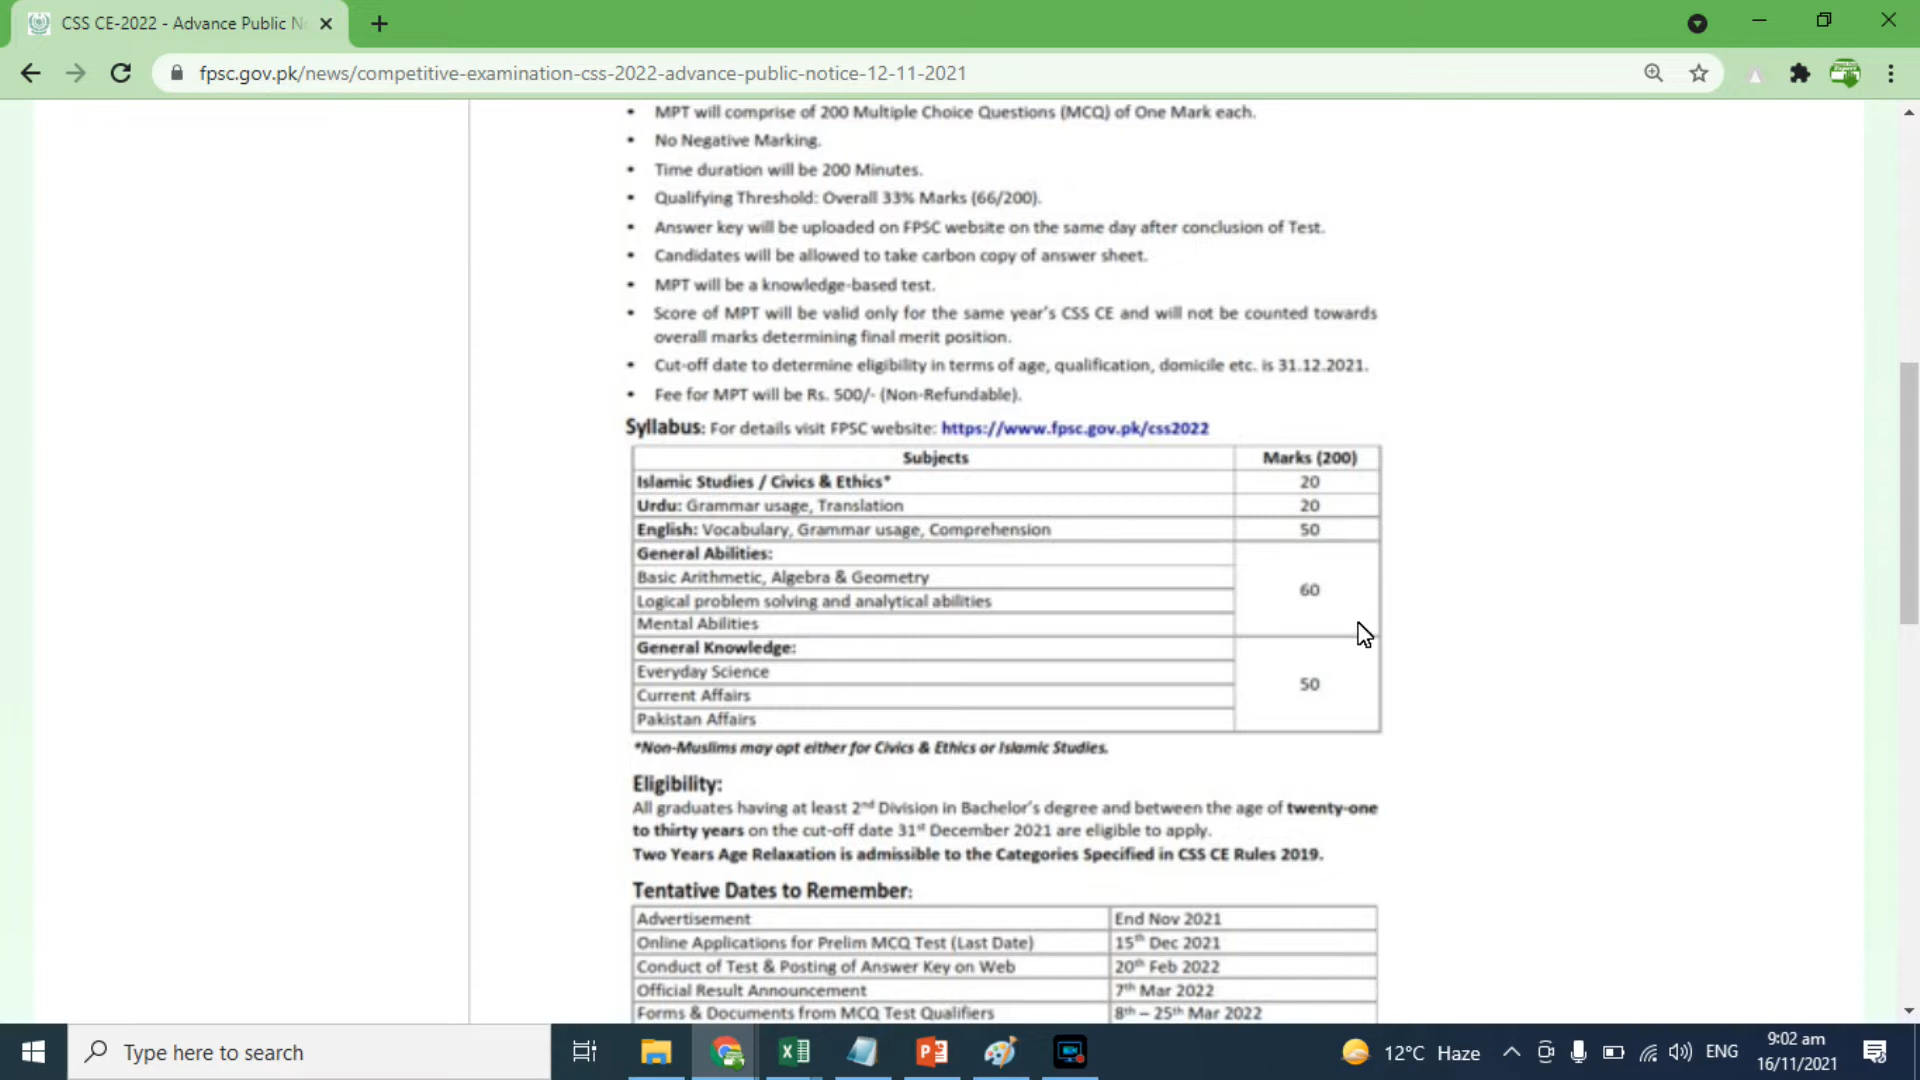 CSS CE-2022 - Advance Public N
fpsc.gov.pk/news/competitive-examination-css-2022-advance-public-notice-12-11-2021
• MPT will comprise of 200 Multiple Choice Questions (MCQ) of One Mark each.
• No Negative Marking.
• Time duration will be 200 Minutes.
• Qualifying Threshold: Overall 33% Marks (66/200).
• Answer key will be uploaded on FPSC website on the same day after conclusion of Test.
• Candidates will be allowed to take carbon copy of answer sheet.
• MPT will be a knowledge-based test.
• Score of MPT will be valid only for the same year's CSS CE and will not be counted towards
overall marks determining final merit position.
• Cut-off date to determine eligibility in terms of age, qualification, domicile etc. is 31.12.2021.
• Fee for MPT will be Rs. 500/- (Non-Refundable).
Syllabus: For details visit FPSC website: https://www.fpsc.gov.pk/css2022
Subjects Marks (200)
Islamic Studies / Civics & Ethics* 20
Urdu: Grammar usage, Translation 20
English: Vocabulary, Grammar usage, Comprehension 50
General Abilities:
Basic Arithmetic, Algebra & Geometry
60
Logical problem solving and analytical abilities
Mental Abilities
General Knowledge:
Everyday Science
50
Current Affairs
Pakistan Affairs
*Non-Muslims may opt either for Civics & Ethics or Islamic Studies.
Eligibility:
All graduates having at least 2nd Division in Bachelor's degree and between the age of twenty-one
to thirty years on the cut-off date 31st December 2021 are eligible to apply.
Two Years Age Relaxation is admissible to the Categories Specified in CSS CE Rules 2019.
Tentative Dates to Remember:
Advertisement End Nov 2021
Online Applications for Prelim MCQ Test (Last Date) 15th Dec 2021
Conduct of Test & Posting of Answer Key on Web 20th Feb 2022
Official Result Announcement 7th Mar 2022
Forms & Documents from MCQ Test Qualifiers 8th – 25th Mar 2022
Type here to search
12°C Haze
ENG
9:02 am
16/11/2021